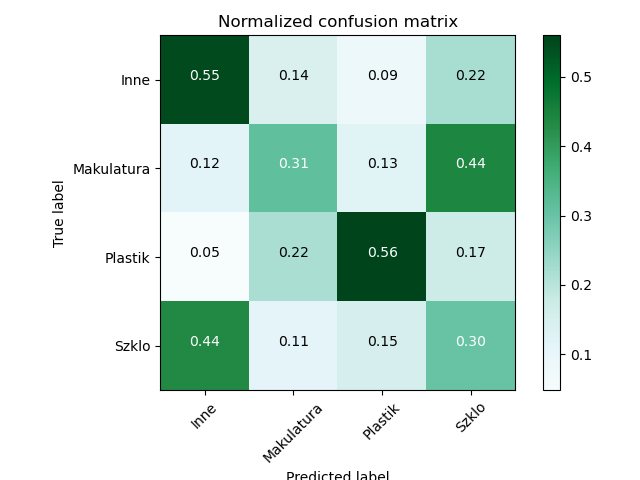 Normalized confusion matrix
Inne 0.55 0.14 0.09 0.22
Makulatura 0.12 0.31 0.13 0.44
Plastik 0.05 0.22 0.56 0.17
Szklo 0.44 0.11 0.15 0.30
True label
Inne Makulatura Plastik Szklo
Predicted label
0.5
0.4
0.3
0.2
0.1